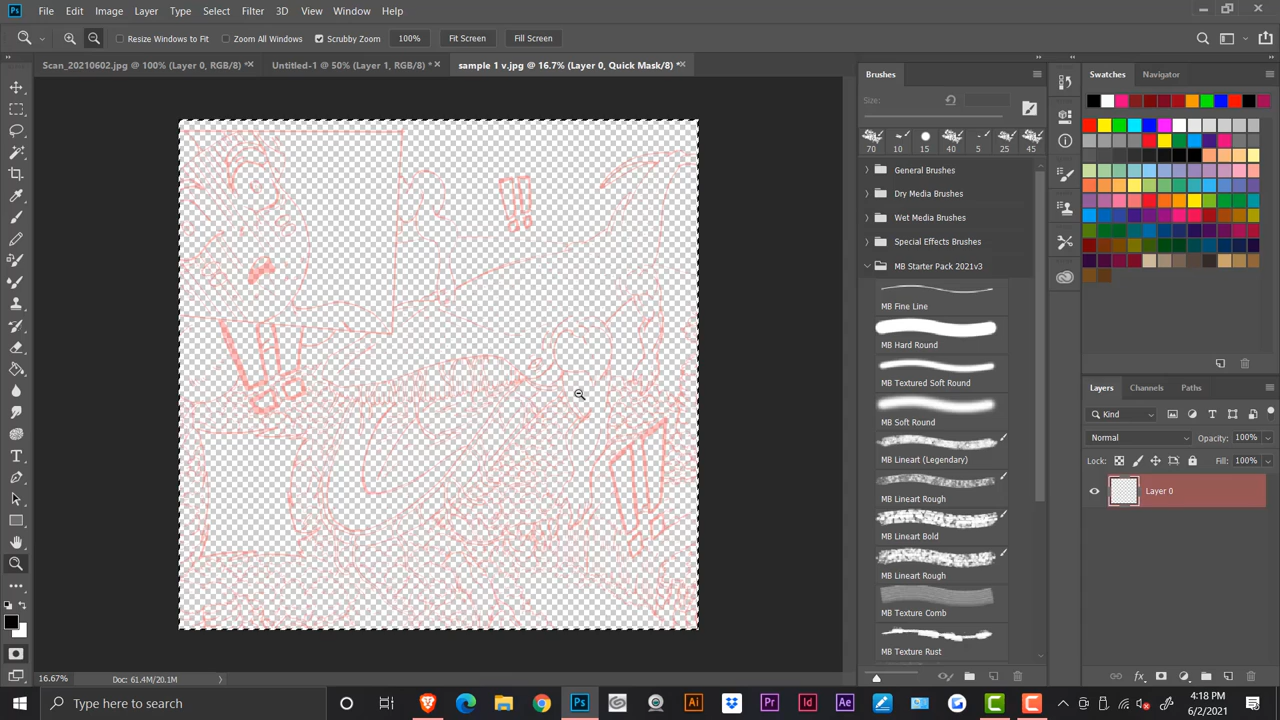 Ps File Edit Image Layer Type Select Filter 3D View Window Help
Resize Windows to Fit Zoom All Windows Scrubby Zoom 100% Fit Screen Fill Screen
Scan_20210602.jpg @ 100% (Layer 0, RGB/8) * Untitled-1 @ 50% (Layer 1, RGB/8) * sample 1 v.jpg @ 16.7% (Layer 0, Quick Mask/8) *
Brushes
Size:
70 10 15 40 5 25 45
General Brushes
Dry Media Brushes
Wet Media Brushes
Special Effects Brushes
MB Starter Pack 2021v3
MB Fine Line
MB Hard Round
MB Textured Soft Round
MB Soft Round
MB Lineart (Legendary)
MB Lineart Rough
MB Lineart Bold
MB Lineart Rough
MB Texture Comb
MB Texture Rust
Swatches Navigator
Layers Channels Paths
Kind
Normal Opacity: 100%
Lock: Fill: 100%
Layer 0
!!
!!
!!
16.67% Doc: 61.4M/20.1M
Type here to search
Ps Ai Pr Id Ae
4:18 PM
6/2/2021